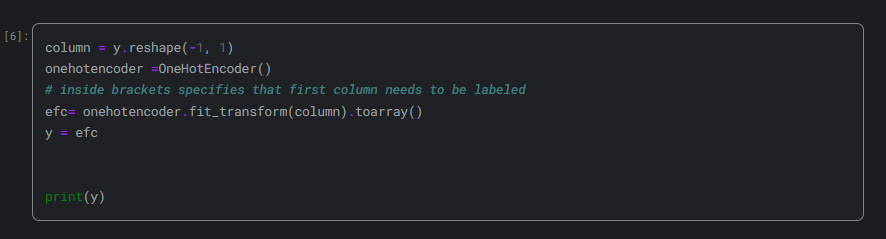 [6]:
column = y.reshape(-1, 1)
onehotencoder =OneHotEncoder()
# inside brackets specifies that first column needs to be labeled
efc= onehotencoder.fit_transform(column).toarray()
y = efc
print(y)